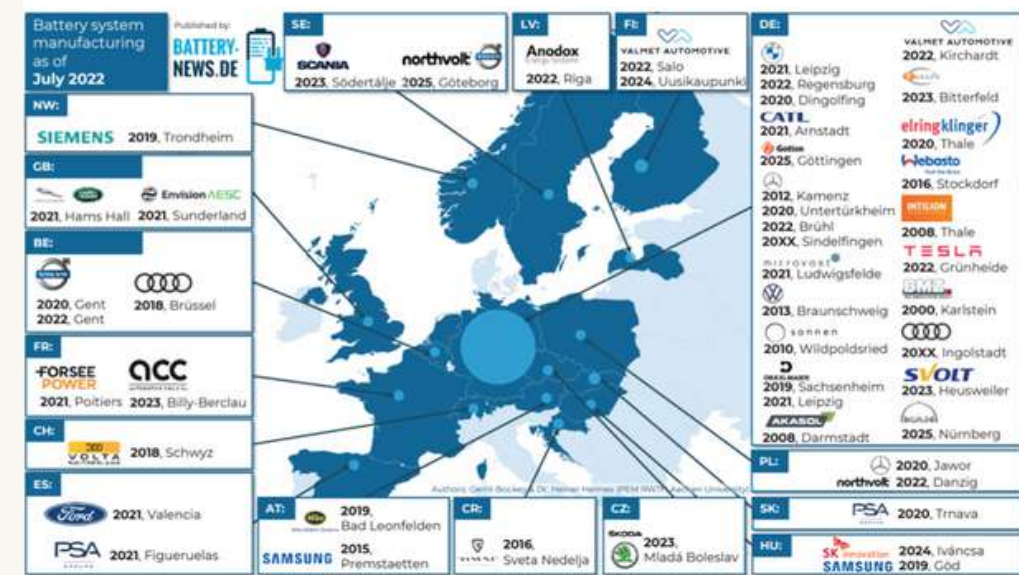 Battery system
manufacturing
as of
July 2022
Published by:
BATTERY-
NEWS.DE
SE:
SCANIA
northvolt
2023, Södertälje 2025, Göteborg
LV:
Anodox
2022, Riga
FI:
VALMET AUTOMOTIVE
2022, Salo
2024, Uusikaupunki
DE:
2021, Leipzig
2022, Regensburg
2020, Dingolfing
CATL
2021, Arnstadt
Gotion
2025, Göttingen
2012, Kamenz
2020, Untertürkheim
2022, Brühl
20XX, Sindelfingen
microvast
2021, Ludwigsfelde
2013, Braunschweig
sonnen
2010, Wildpoldsried
DRÄXLMAIER
2019, Sachsenheim
2021, Leipzig
AKASOL
2008, Darmstadt
VALMET AUTOMOTIVE
2022, Kirchardt
2023, Bitterfeld
elringklinger
2020, Thale
Webasto
2016, Stockdorf
INTILION
2008, Thale
TESLA
2022, Grünheide
BMZ
2000, Karlstein
20XX, Ingolstadt
SVOLT
2023, Heusweiler
2025, Nürnberg
NW:
SIEMENS 2019, Trondheim
GB:
Envision AESC
2021, Hams Hall 2021, Sunderland
BE:
2020, Gent
2022, Gent
2018, Brüssel
FR:
FORSEE
POWER
acc
2021, Poitiers 2023, Billy-Berclau
CH:
VOLTA
2018, Schwyz
ES:
Ford 2021, Valencia
PSA
2021, Figueruelas
AT:
2019,
Bad Leonfelden
SAMSUNG 2015,
Premstaetten
CR:
2016,
Sveta Nedelja
CZ:
SKODA
2023,
Mladá Boleslav
PL:
2020, Jawor
northvolt 2022, Danzig
SK:
PSA 2020, Trnava
HU:
SK innovation 2024, Iváncsa
SAMSUNG 2019, Göd